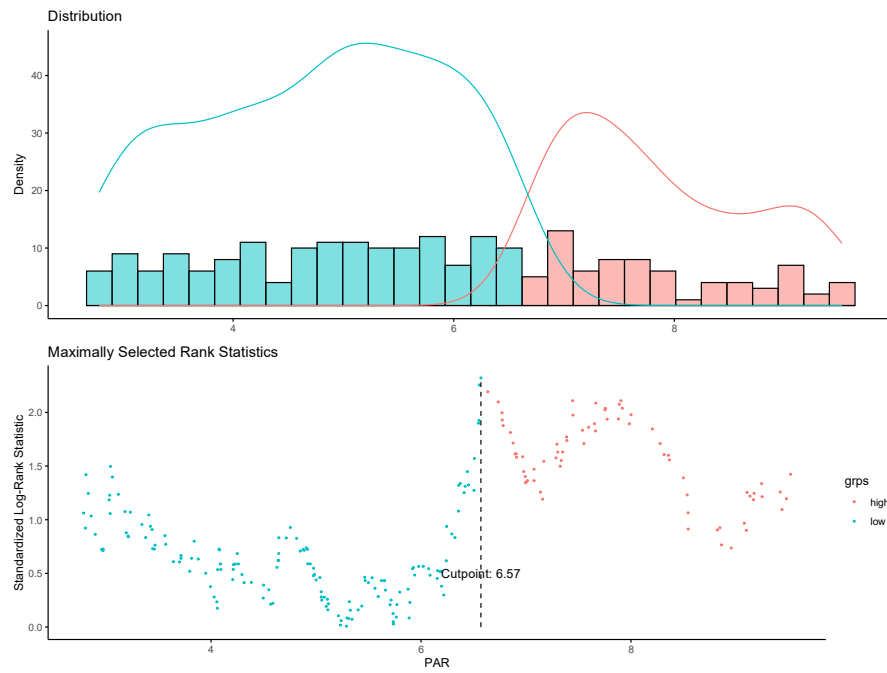 Distribution
Density
40
30
20
10
0
4 6 8
Maximally Selected Rank Statistics
Standardized Log-Rank Statistic
2.0
1.5
1.0
0.5
0.0
Cutpoint: 6.57
4 6 8
PAR
grps
high
low